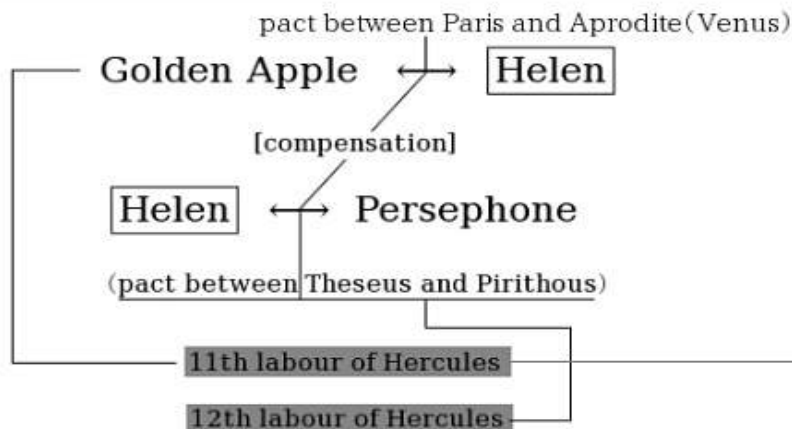 pact between Paris and Aprodite(Venus)
Golden Apple ↔ Helen
[compensation]
Helen ↔ Persephone
(pact between Theseus and Pirithous)
11th labour of Hercules
12th labour of Hercules